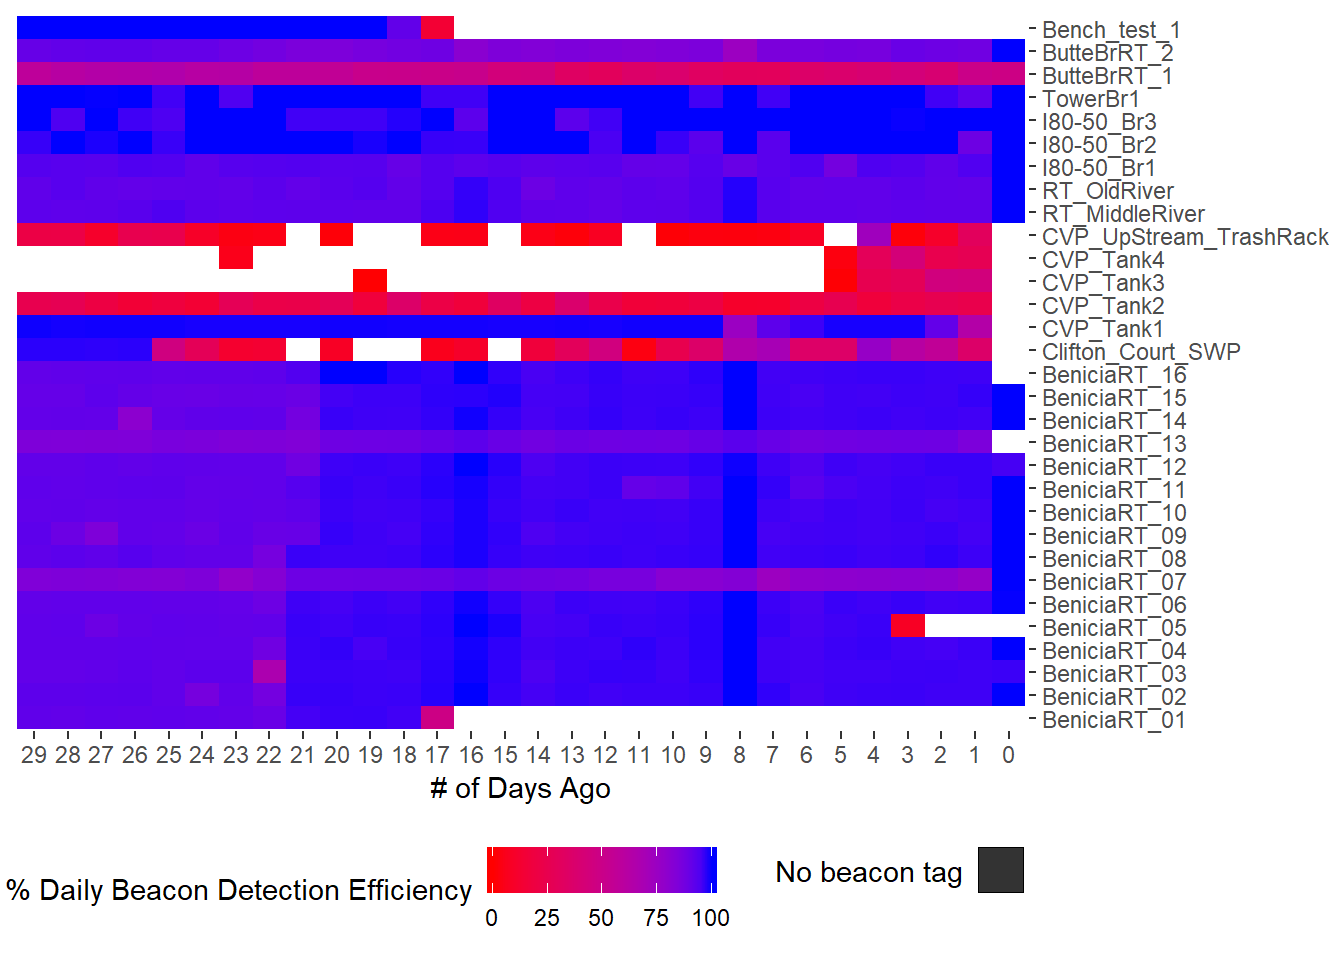 Bench_test_1
ButteBrRT_2
ButteBrRT_1
TowerBr1
I80-50_Br3
I80-50_Br2
I80-50_Br1
RT_OldRiver
RT_MiddleRiver
CVP_UpStream_TrashRack
CVP_Tank4
CVP_Tank3
CVP_Tank2
CVP_Tank1
Clifton_Court_SWP
BeniciaRT_16
BeniciaRT_15
BeniciaRT_14
BeniciaRT_13
BeniciaRT_12
BeniciaRT_11
BeniciaRT_10
BeniciaRT_09
BeniciaRT_08
BeniciaRT_07
BeniciaRT_06
BeniciaRT_05
BeniciaRT_04
BeniciaRT_03
BeniciaRT_02
BeniciaRT_01
29 28 27 26 25 24 23 22 21 20 19 18 17 16 15 14 13 12 11 10 9 8 7 6 5 4 3 2 1 0
# of Days Ago
% Daily Beacon Detection Efficiency
0 25 50 75 100
No beacon tag